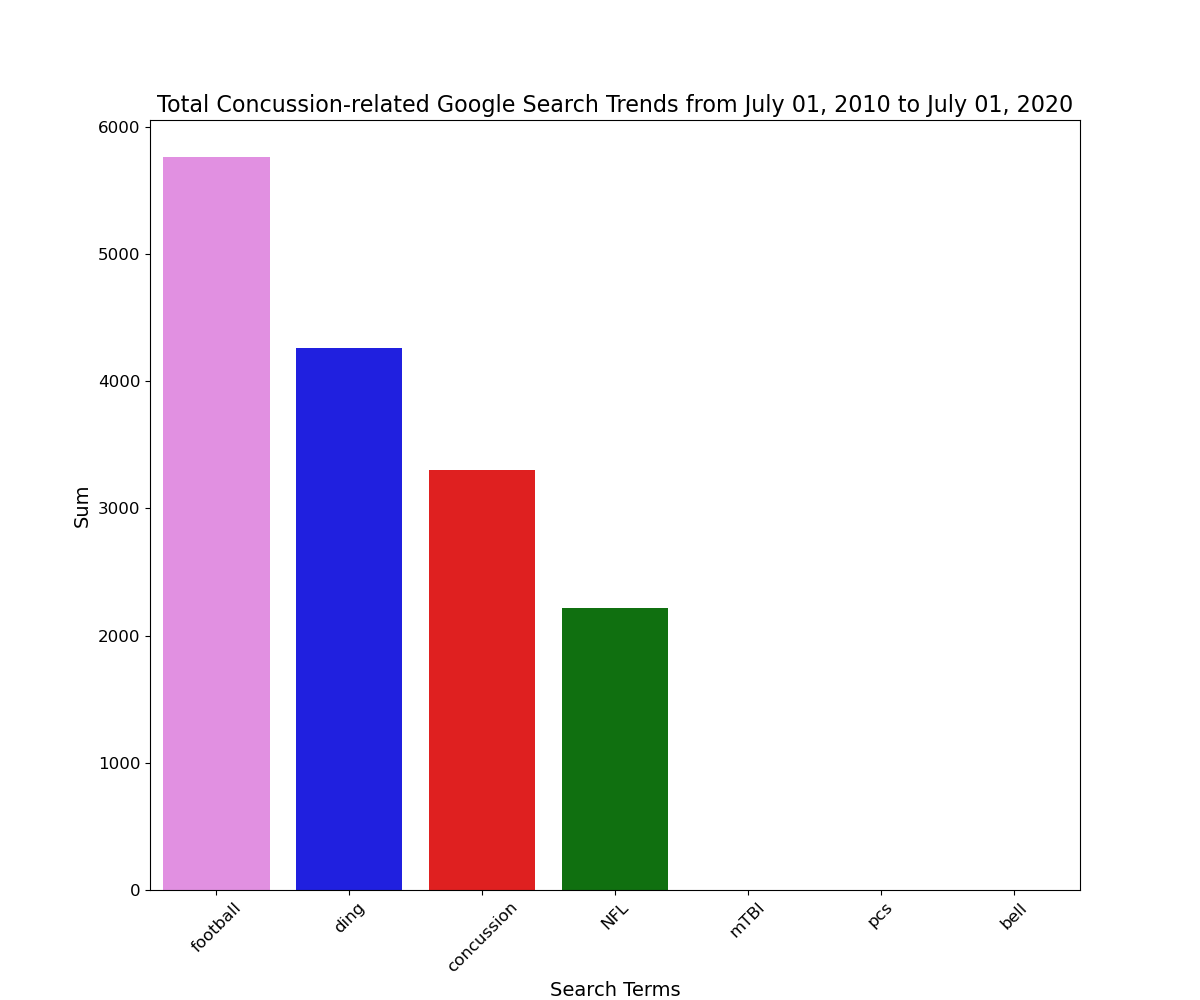 Total Concussion-related Google Search Trends from July 01, 2010 to July 01, 2020
6000
5000
4000
3000
2000
1000
0
Sum
football
ding
concussion
NFL
mTBI
pcs
bell
Search Terms